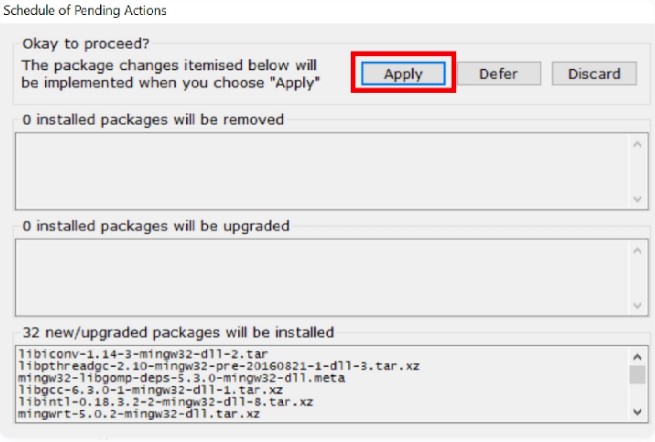 Schedule of Pending Actions
Okay to proceed?
The package changes itemised below will
be implemented when you choose "Apply"
Apply
Defer
Discard
0 installed packages will be removed
0 installed packages will be upgraded
32 new/upgraded packages will be installed
libiconv-1.14-3-mingw32-dll-2.tar
libpthreadgc-2.10-mingw32-pre-20160821-1-dll-3.tar.xz
mingw32-libgomp-deps-5.3.0-mingw32-dll.meta
libgcc-6.3.0-1-mingw32-dll-1.tar.xz
libintl-0.18.3.2-2-mingw32-dll-8.tar.xz
mingwrt-5.0.2-mingw32-dll.tar.xz